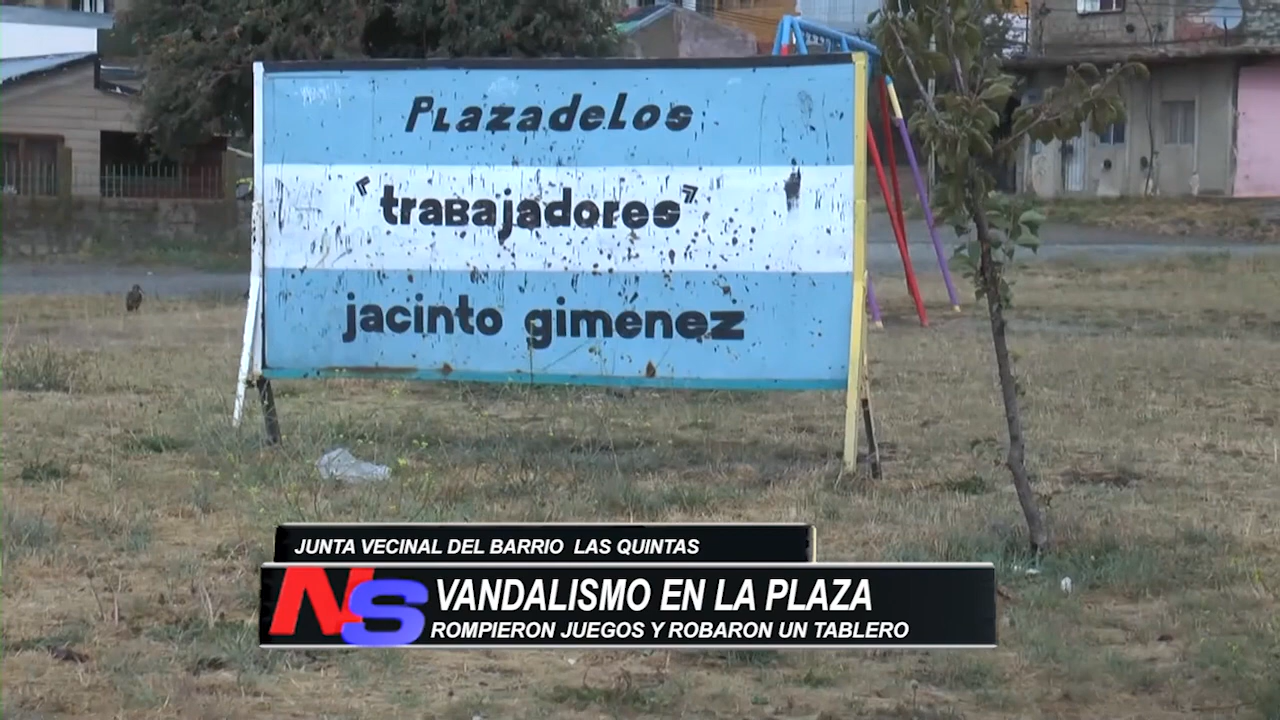 PLazadeLos
"trabajadores"
jacinto gimenez
JUNTA VECINAL DEL BARRIO LAS QUINTAS
NS
VANDALISMO EN LA PLAZA
ROMPIERON JUEGOS Y ROBARON UN TABLERO